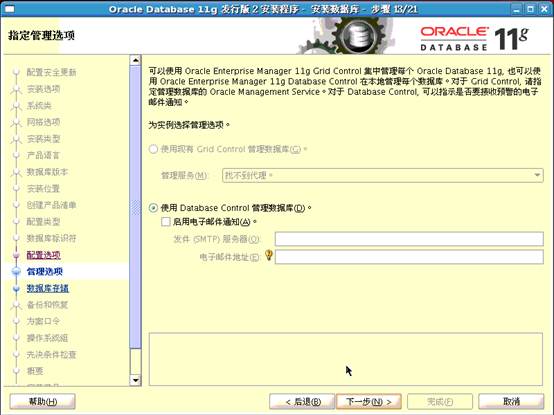 Oracle Database 11g 发行版 2 安装程序 - 安装数据库 - 步骤 13/21
指定管理选项
ORACLE
DATABASE
11g
配置安全更新
安装选项
系统类
网格选项
安装类型
产品语言
数据库版本
安装位置
创建产品清单
配置类型
数据库标识符
配置选项
管理选项
数据库存储
备份和恢复
方案口令
操作系统组
先决条件检查
概要
可以使用 Oracle Enterprise Manager 11g Grid Control 集中管理每个 Oracle Database 11g, 也可以使
用 Oracle Enterprise Manager 11g Database Control 在本地管理每个数据库。对于 Grid Control, 请指
定管理数据库的 Oracle Management Service。对于 Database Control, 可以指示是否要接收预警的电子
邮件通知。
为实例选择管理选项。
使用现有 Grid Control 管理数据库(G)。
管理服务(M):
找不到代理。
使用 Database Control 管理数据库(D)。
启用电子邮件通知(A)。
发件 (SMTP) 服务器(O):
电子邮件地址(E):
帮助(H)
< 后退(B)
下一步(N) >
完成(F)
取消